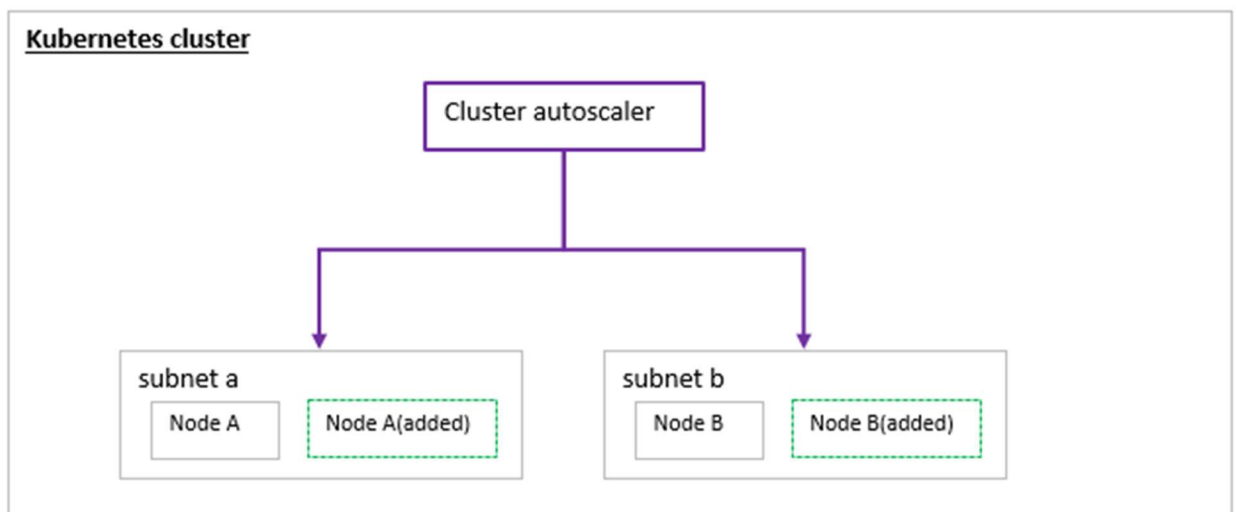 Kubernetes cluster
Cluster autoscaler
subnet a
Node A
Node A(added)
subnet b
Node B
Node B(added)